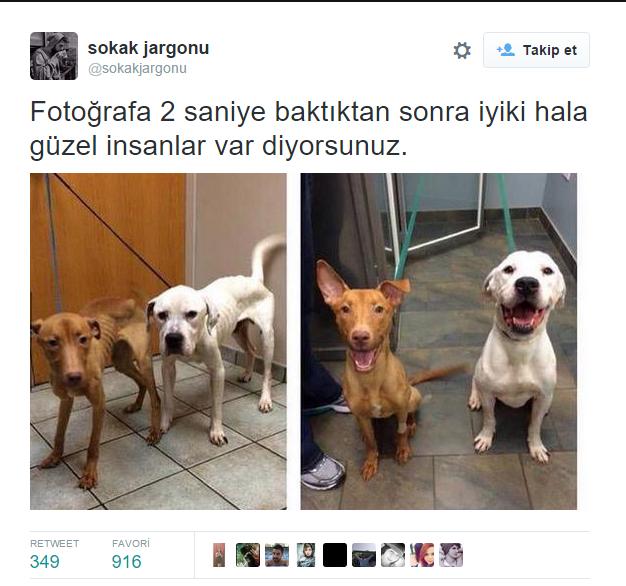 sokak jargonu
@sokakjargonu
Takip et
Fotoğrafa 2 saniye baktıktan sonra iyiki hala
güzel insanlar var diyorsunuz.
RETWEET
FAVORİ
349
916